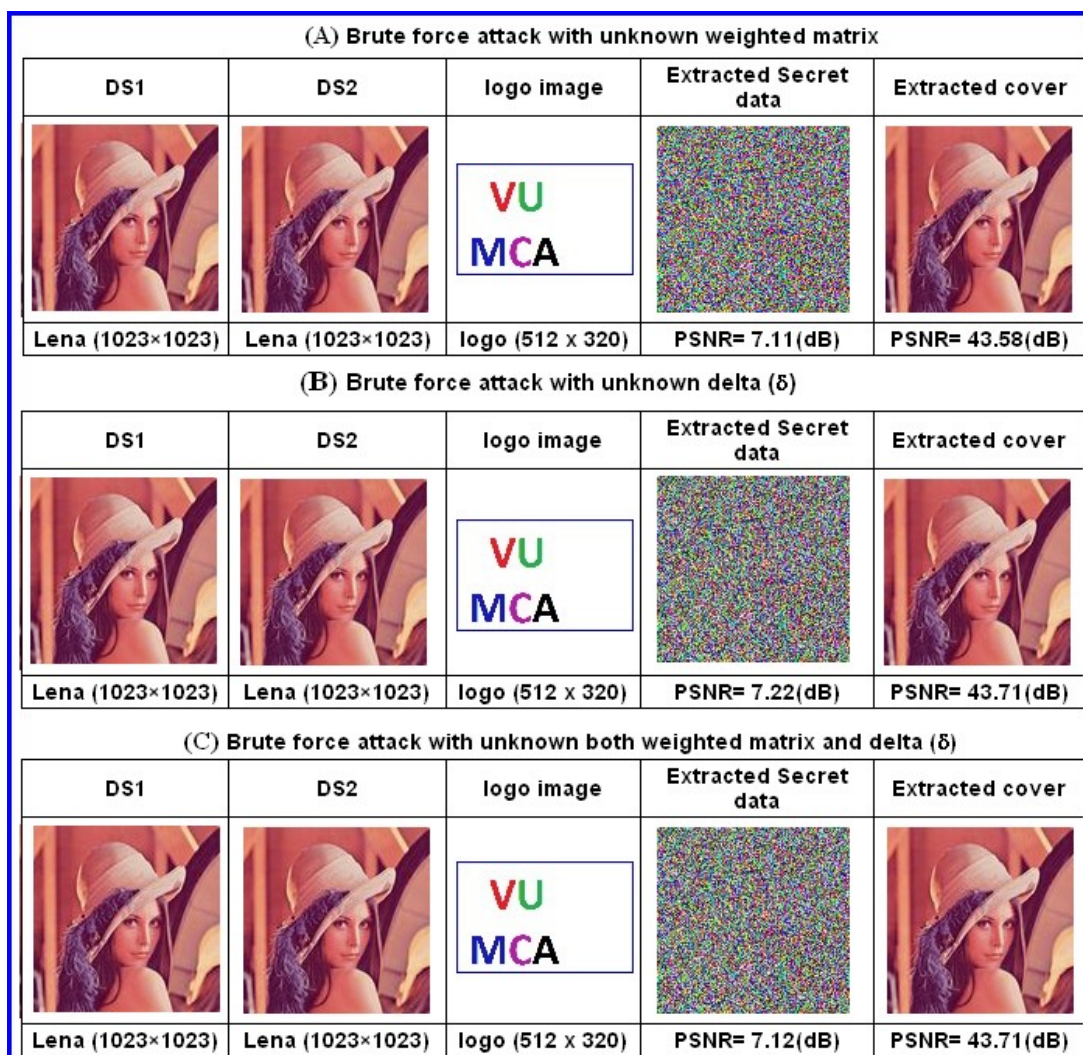 (A) Brute force attack with unknown weighted matrix
DS1 DS2 logo image Extracted Secret data Extracted cover
VU
MCA
Lena (1023×1023) Lena (1023×1023) logo (512 x 320) PSNR= 7.11(dB) PSNR= 43.58(dB)
(B) Brute force attack with unknown delta (δ)
DS1 DS2 logo image Extracted Secret data Extracted cover
VU
MCA
Lena (1023×1023) Lena (1023×1023) logo (512 x 320) PSNR= 7.22(dB) PSNR= 43.71(dB)
(C) Brute force attack with unknown both weighted matrix and delta (δ)
DS1 DS2 logo image Extracted Secret data Extracted cover
VU
MCA
Lena (1023×1023) Lena (1023×1023) logo (512 x 320) PSNR= 7.12(dB) PSNR= 43.71(dB)